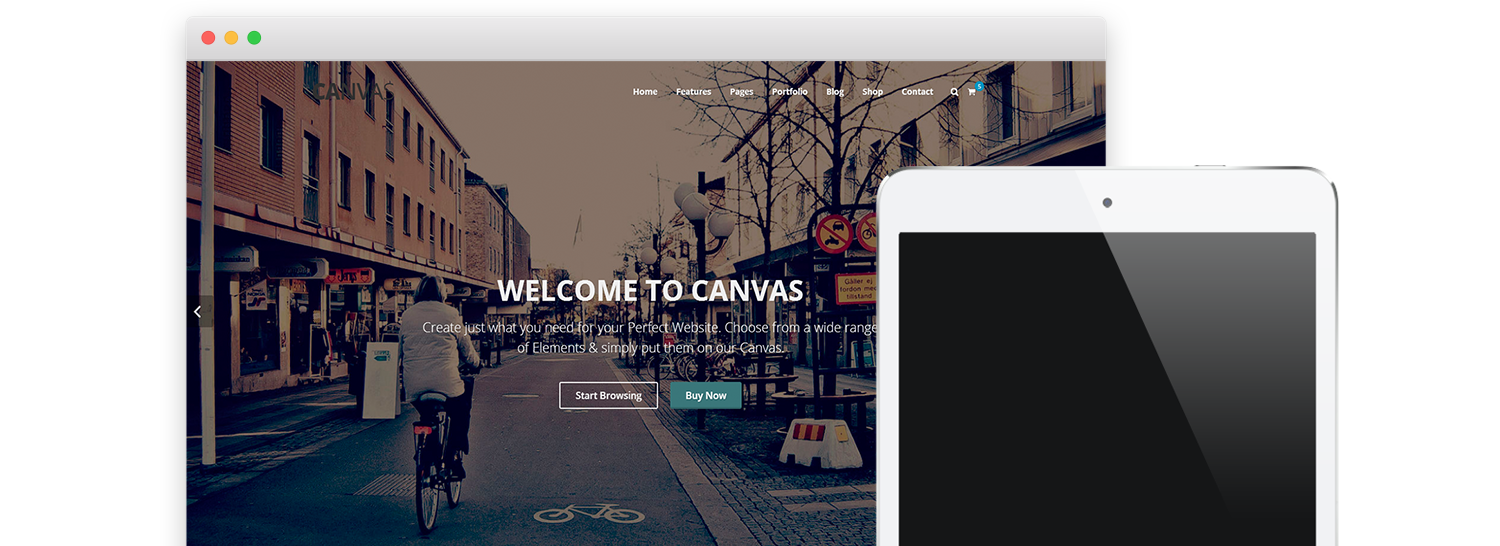 CANVAS
Home Features Pages Portfolio Blog Shop Contact 5
WELCOME TO CANVAS
Create just what you need for your Perfect Website. Choose from a wide range
of Elements & simply put them on our Canvas.
Start Browsing Buy Now
Gäller ej
fordon med
tillstånd